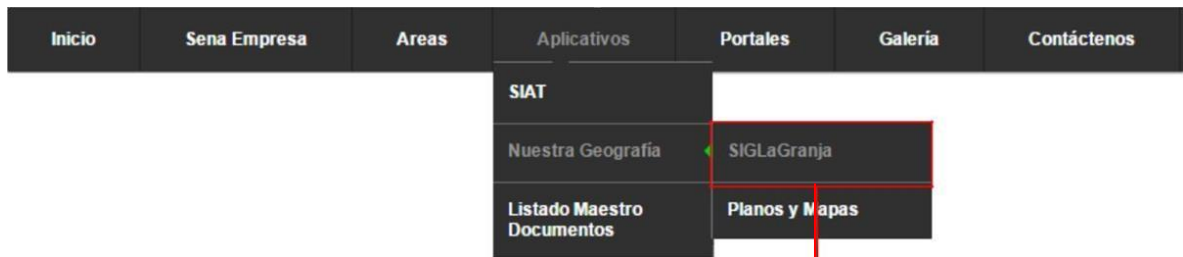 Inicio Sena Empresa Areas Aplicativos Portales Galería Contáctenos
SIAT
Nuestra Geografía SIGLaGranja
Listado Maestro Planos y Mapas
Documentos